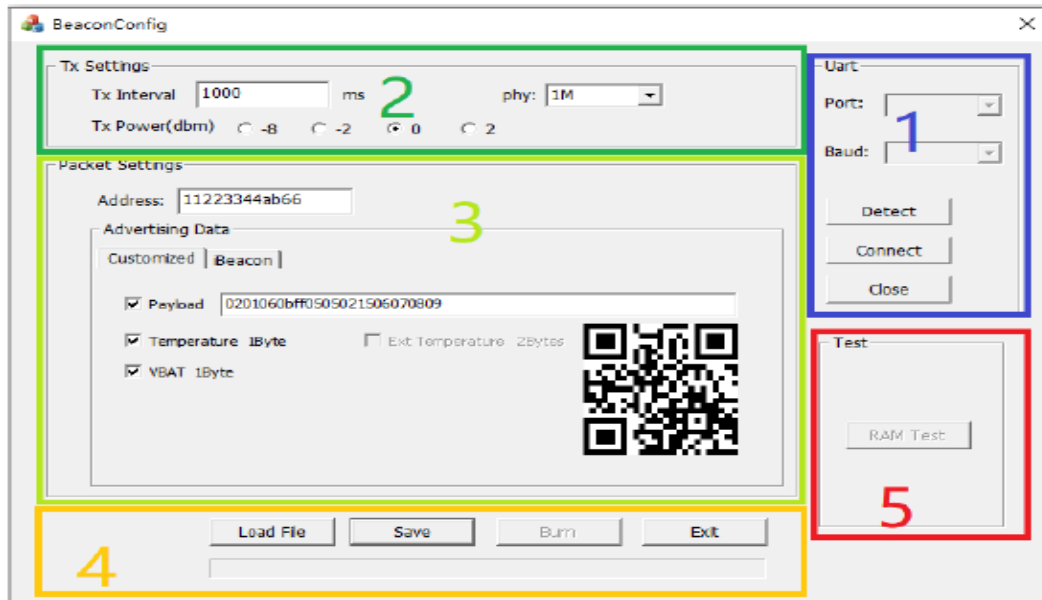 BeaconConfig
Tx Settings
Tx Interval 1000 ms phy: 1M
Tx Power(dbm) -8 -2 0 2
2
Uart
Port:
Baud:
1
Detect
Connect
Close
Packet Settings
Address: 11223344ab66
3
Advertising Data
Customized Beacon
Payload 0201060bff0505021506070809
Temperature 1Byte Ext Temperature 2Bytes
VBAT 1Byte
Test
RAM Test
5
Load File Save Burn Exit
4